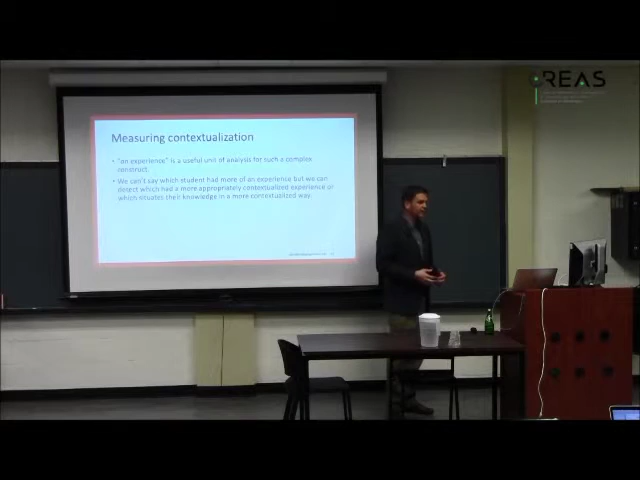 CREAS
Measuring contextualization
• "an experience" is a useful unit of analysis for such a complex
construct.
• We can't say which student had more of an experience but we can
detect which had a more appropriately contextualized experience or
which situates their knowledge in a more contextualized way.